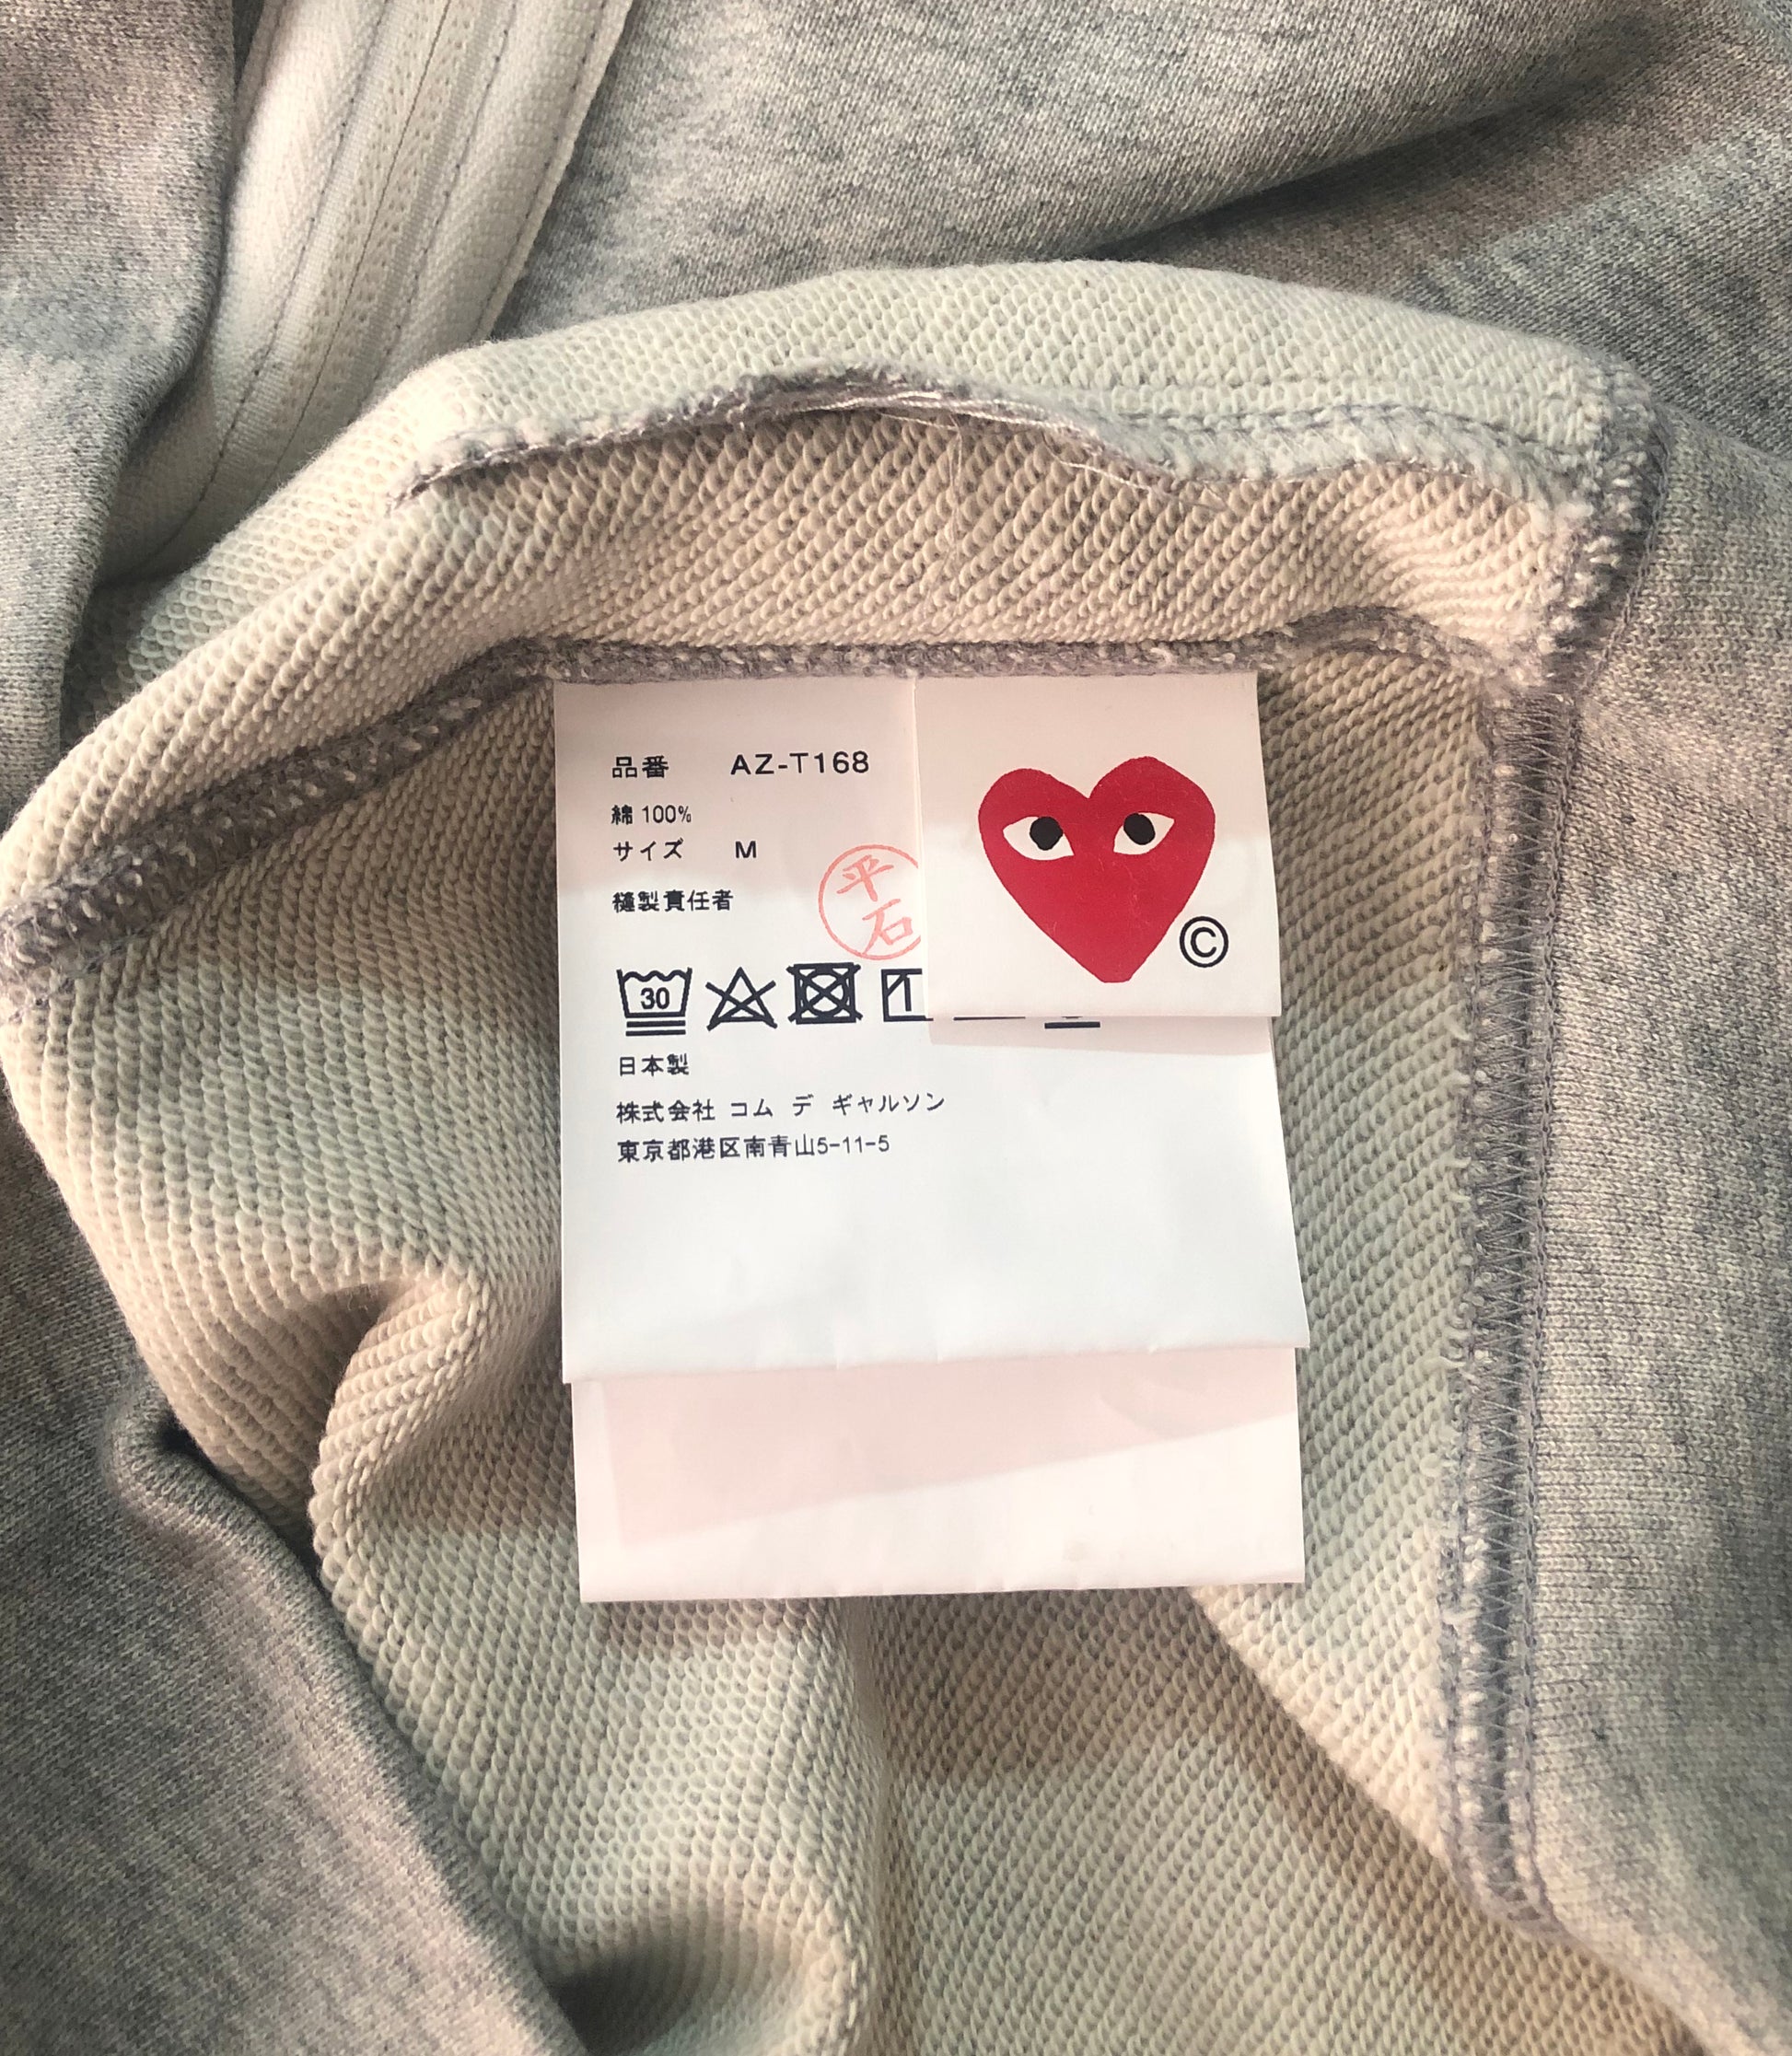 品番 AZ-T168
綿 100%
サイズ M
縫製責任者
平石
30
©
日本製
株式会社 コム デ ギャルソン
東京都港区南青山5-11-5